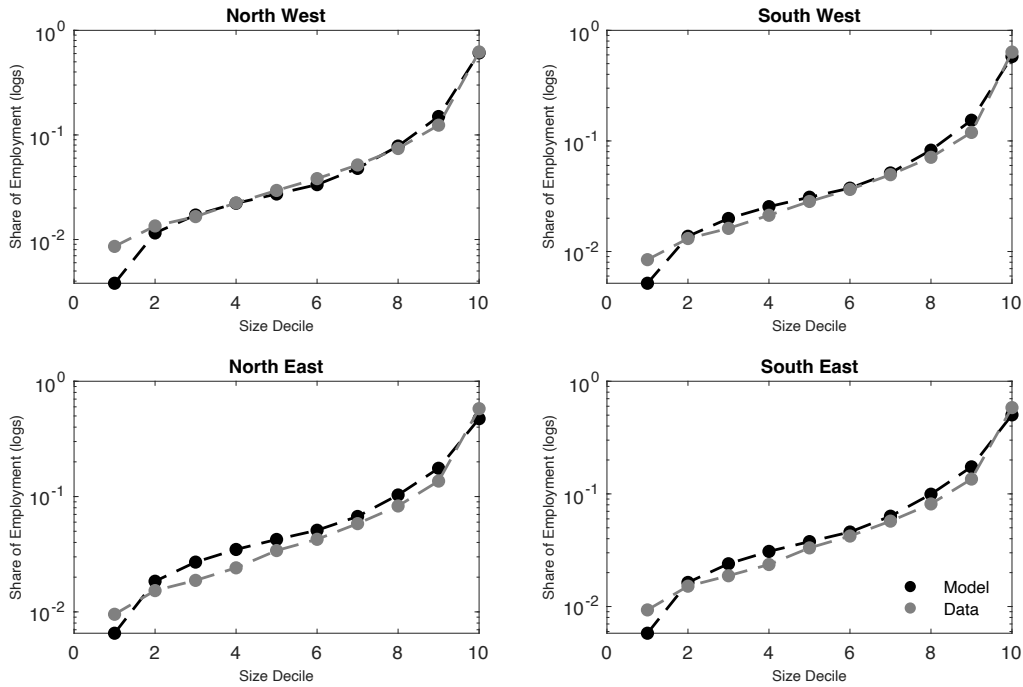 North West
10^0
10^-1
10^-2
Share of Employment (logs)
0 2 4 6 8 10
Size Decile
South West
10^0
10^-1
10^-2
Share of Employment (logs)
0 2 4 6 8 10
Size Decile
North East
10^0
10^-1
10^-2
Share of Employment (logs)
0 2 4 6 8 10
Size Decile
South East
10^0
10^-1
10^-2
Share of Employment (logs)
Model
Data
0 2 4 6 8 10
Size Decile